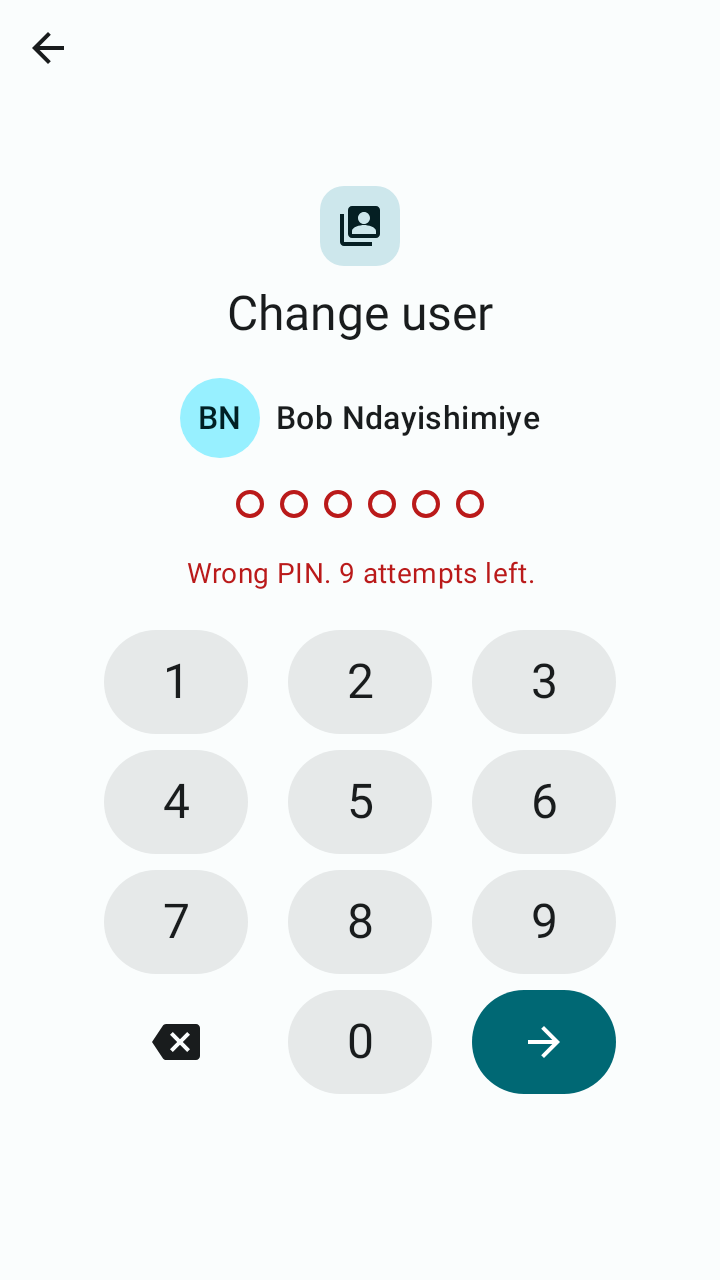 Change user
BN Bob Ndayishimiye
Wrong PIN. 9 attempts left.
1 2 3
4 5 6
7 8 9
0